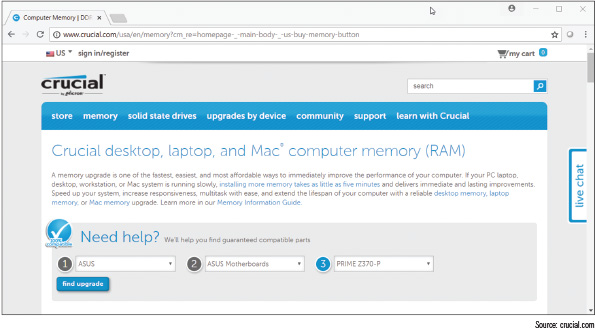 Computer Memory | DDR
www.crucial.com/usa/en/memory?cm_re=homepage-_-main-body-_-us-buy-memory-button
US sign in/register
my cart 0
crucial
by Micron
search
store memory solid state drives upgrades by device community support learn with Crucial
Crucial desktop, laptop, and Mac® computer memory (RAM)
A memory upgrade is one of the fastest, easiest, and most affordable ways to immediately improve the performance of your computer. If your PC laptop,
desktop, workstation, or Mac system is running slowly, installing more memory takes as little as five minutes and delivers immediate and lasting improvements.
Speed up your system, increase responsiveness, multitask with ease, and extend the lifespan of your computer with a reliable desktop memory, laptop
memory, or Mac memory upgrade. Learn more in our Memory Information Guide.
live chat
Need help? We'll help you find guaranteed compatible parts
1 ASUS 2 ASUS Motherboards 3 PRIME Z370-P
find upgrade
Source: crucial.com